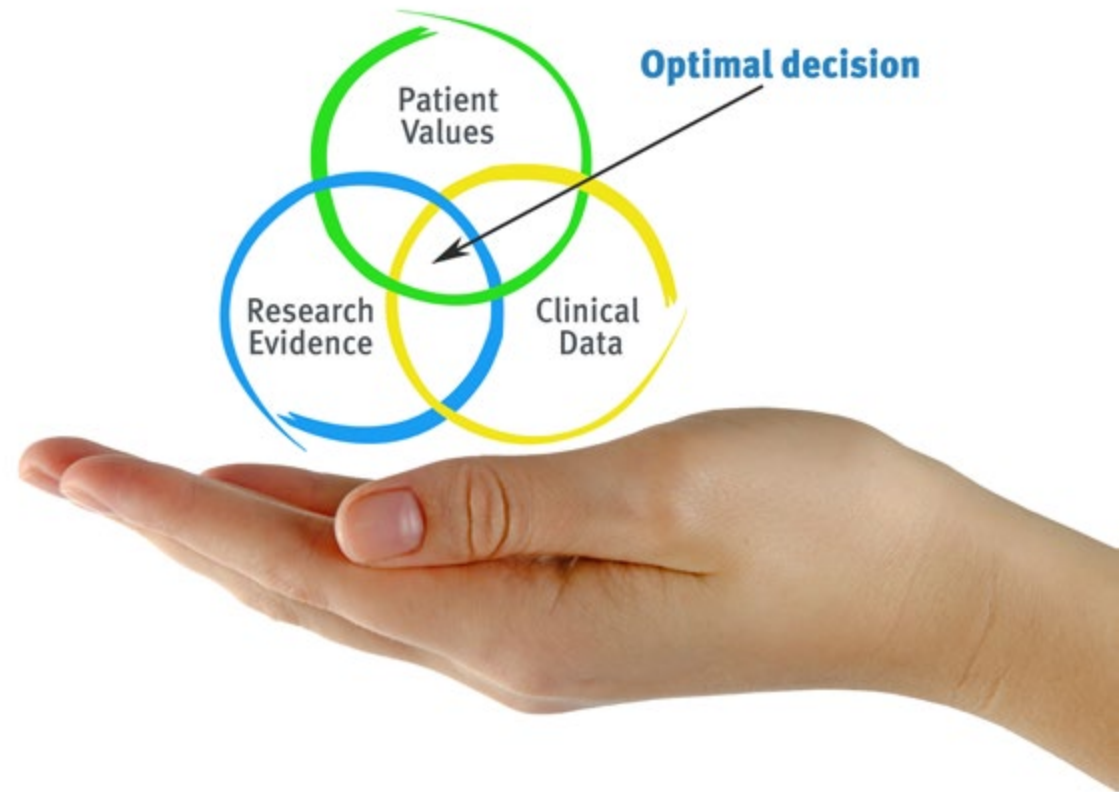 Optimal decision
Patient
Values
Research
Evidence
Clinical
Data